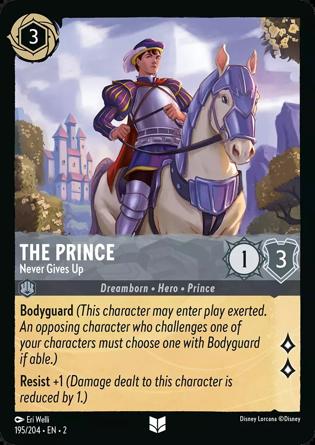 3
THE PRINCE
Never Gives Up
1
3
Dreamborn • Hero • Prince
Bodyguard (This character may enter play exerted.
An opposing character who challenges one of
your characters must choose one with Bodyguard
if able.)
Resist +1 (Damage dealt to this character is
reduced by 1.)
Eri Welli
Disney Lorcana ©Disney
195/204 • EN • 2